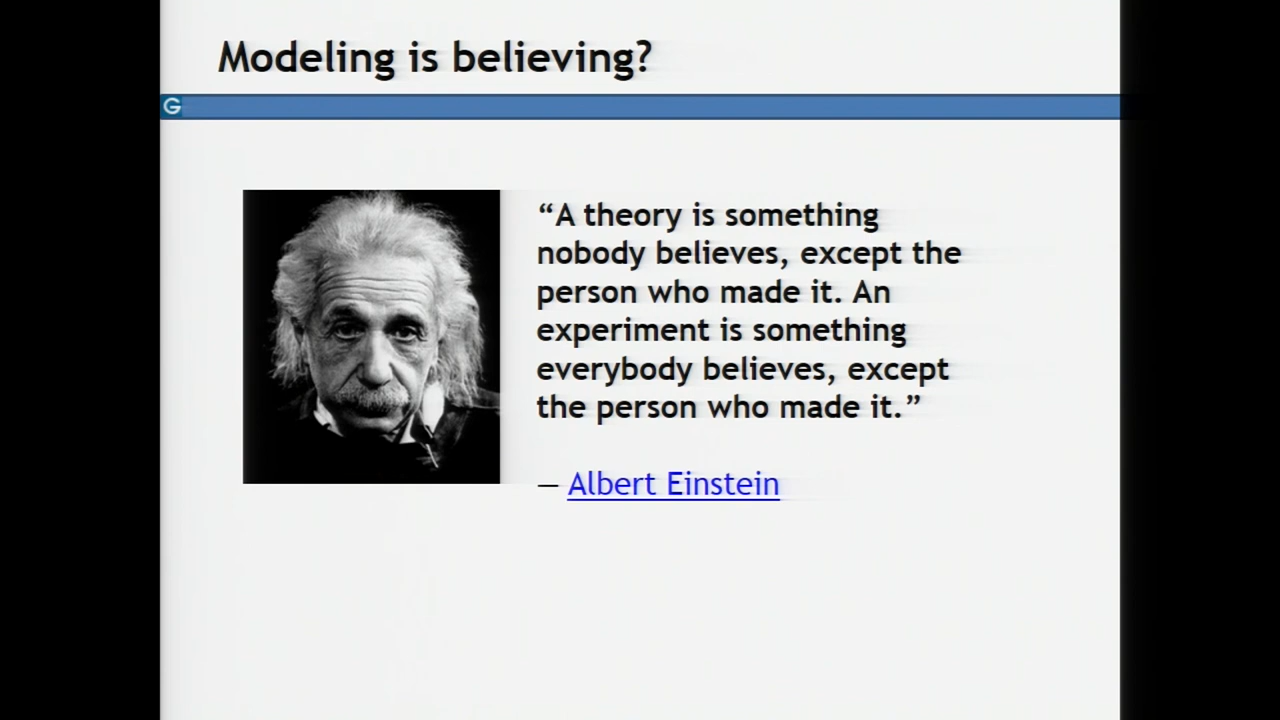 Modeling is believing?
G
“A theory is something
nobody believes, except the
person who made it. An
experiment is something
everybody believes, except
the person who made it.”
– Albert Einstein